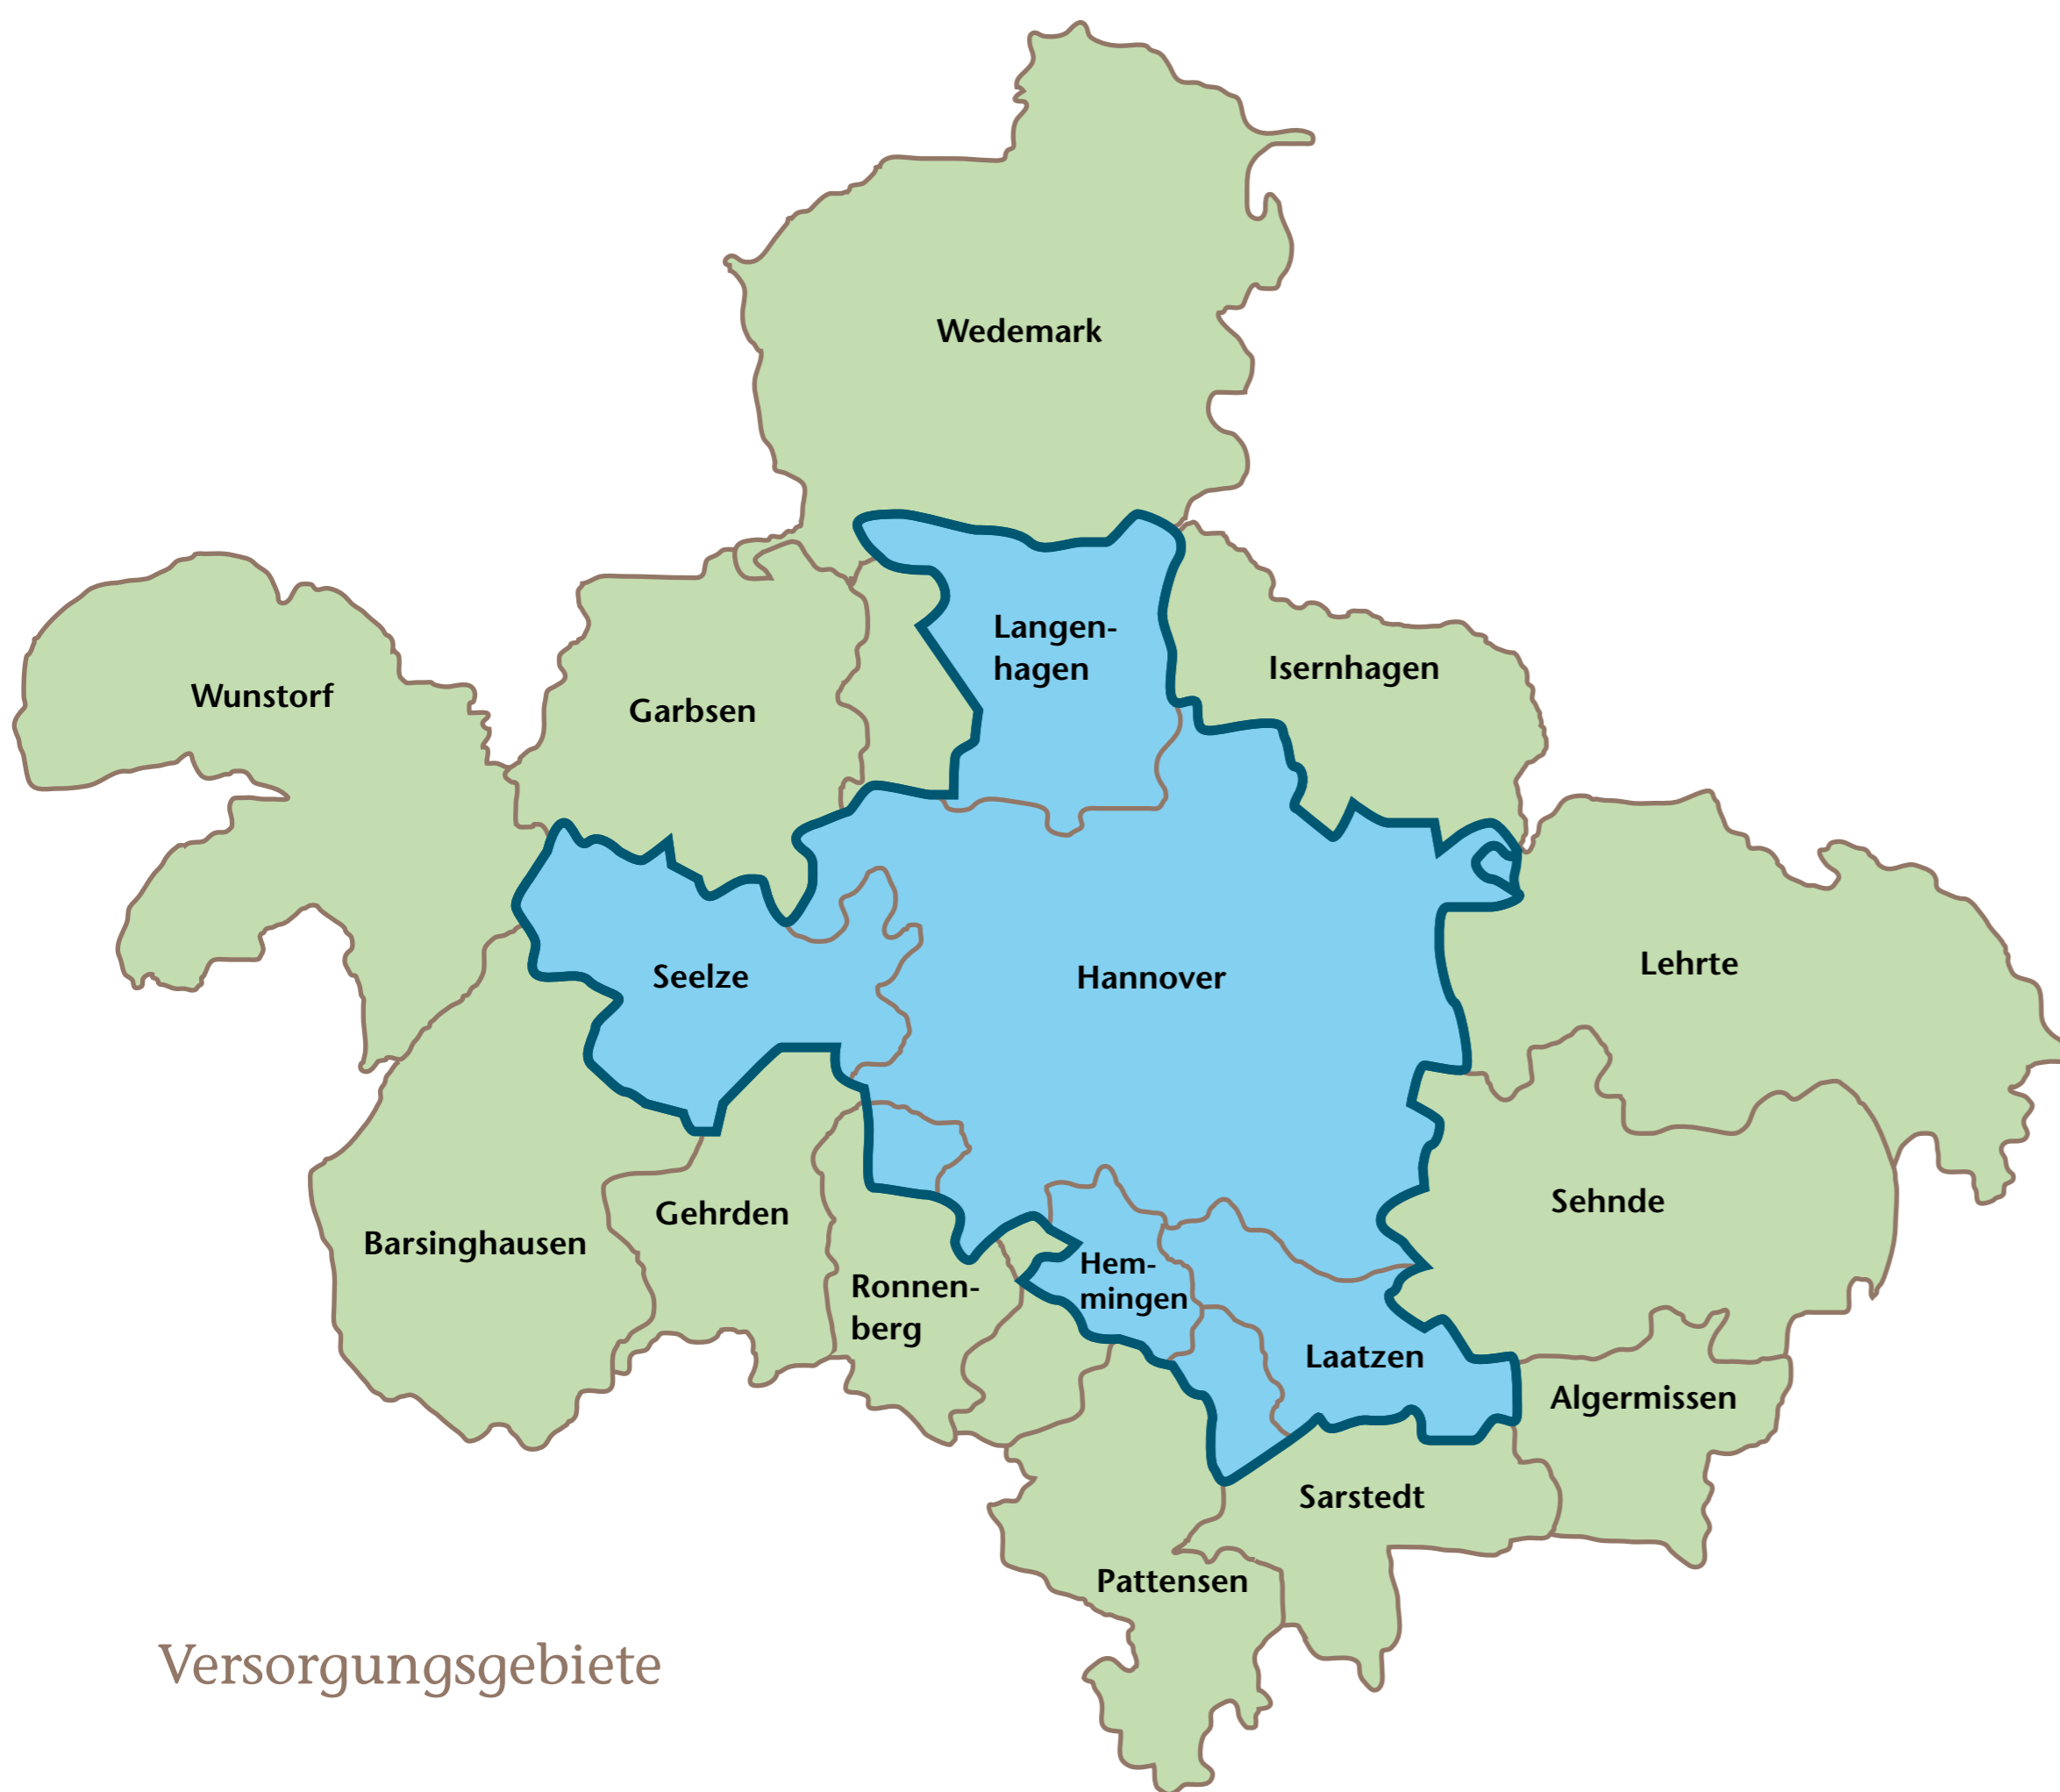 Wedemark
Langen-
hagen
Isernhagen
Wunstorf
Garbsen
Seelze
Hannover
Lehrte
Sehnde
Gehrden
Barsinghausen
Hem-
mingen
Ronnen-
berg
Laatzen
Algermissen
Sarstedt
Pattensen
Versorgungsgebiete